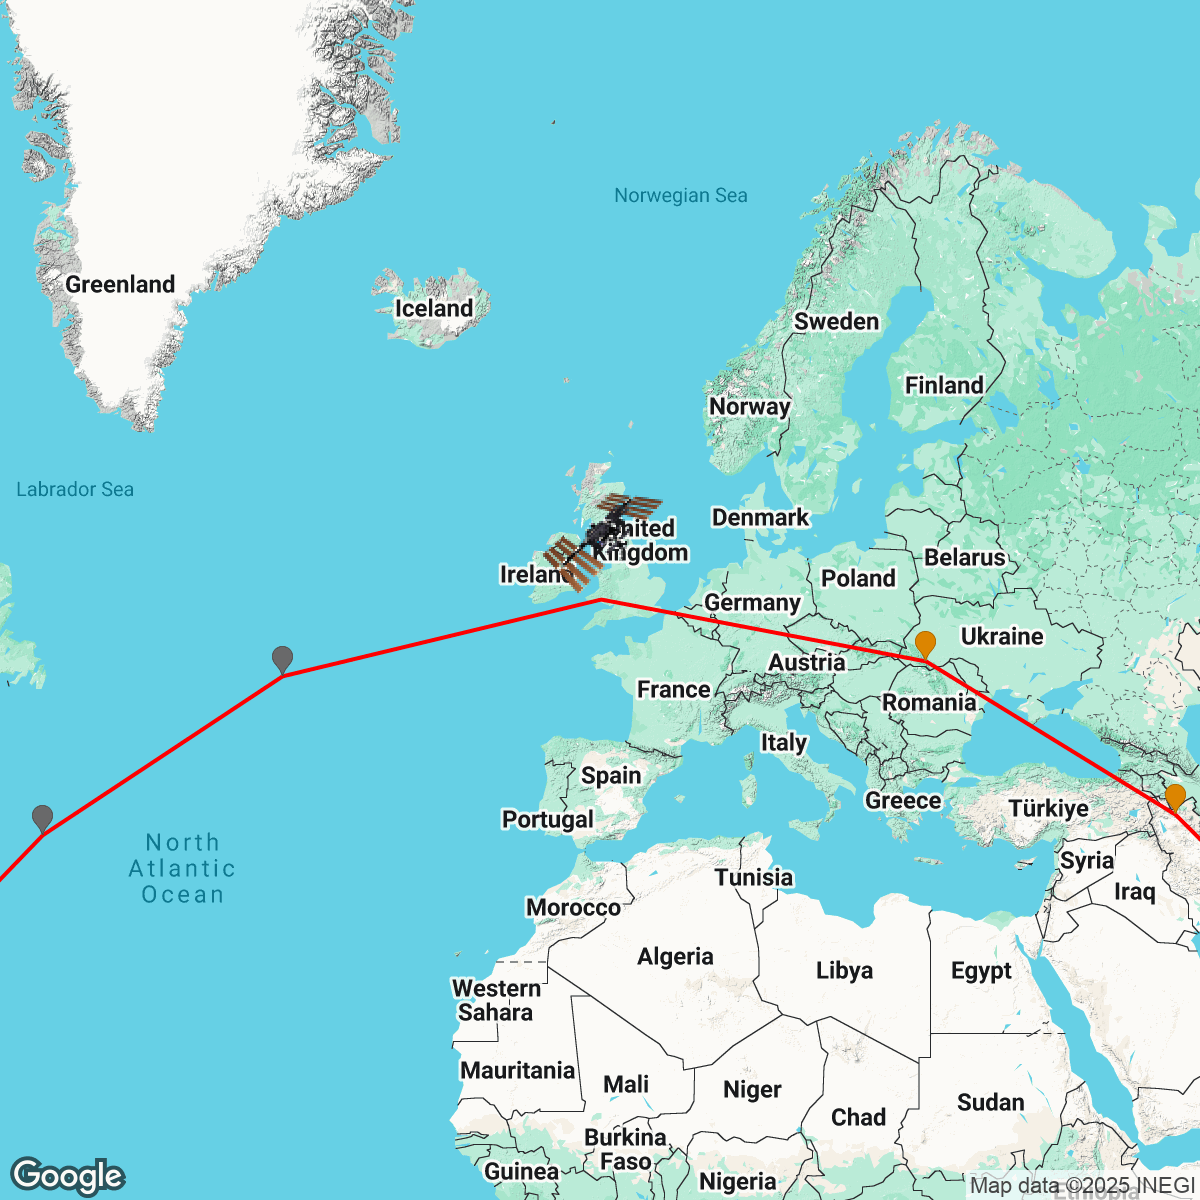 Norwegian Sea
Greenland
Iceland
Sweden
Finland
Norway
Labrador Sea
Denmark
United
Kingdom
Belarus
Ireland
Poland
Germany
Ukraine
Austria
France
Romania
Italy
Spain
Greece
Türkiye
Portugal
North
Atlantic
Ocean
Syria
Tunisia
Iraq
Morocco
Algeria
Libya
Egypt
Western
Sahara
Mauritania
Mali
Niger
Sudan
Chad
Burkina
Faso
Guinea
Nigeria
Google
Map data ©2025 INEGI